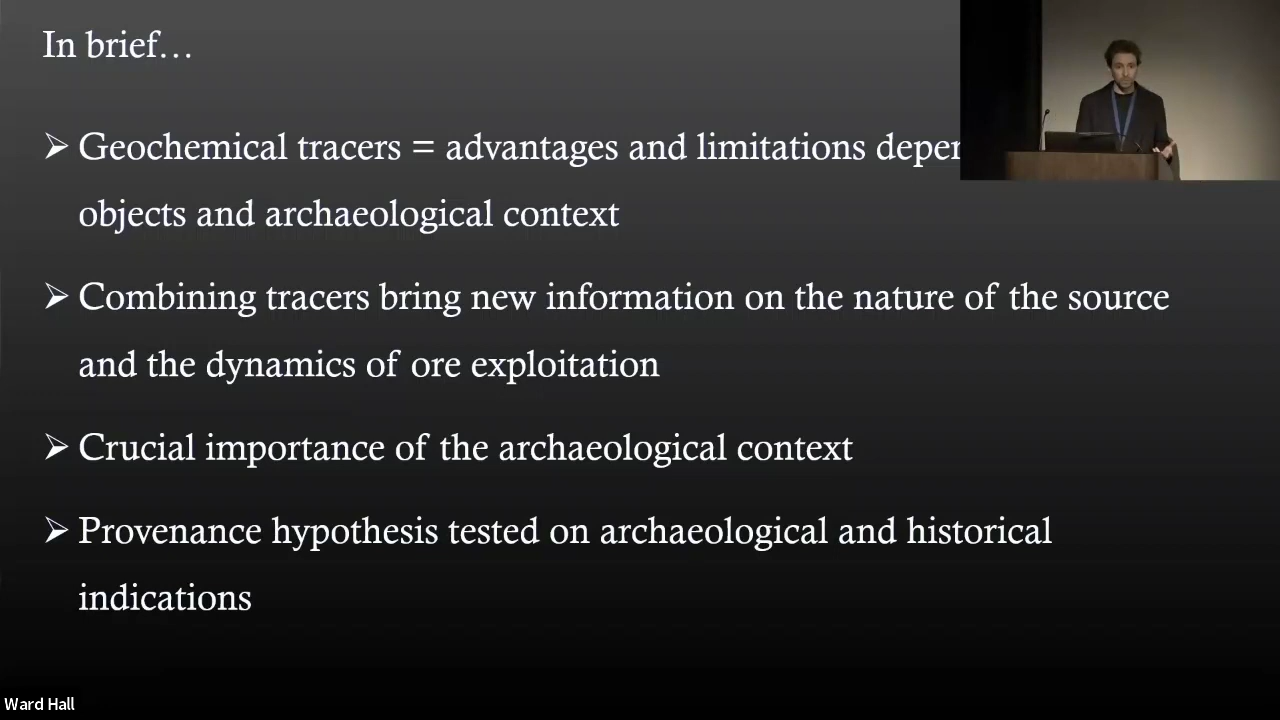 In brief…
➢ Geochemical tracers = advantages and limitations
objects and archaeological context
➢ Combining tracers bring new information on the nature of the source
and the dynamics of ore exploitation
➢ Crucial importance of the archaeological context
➢ Provenance hypothesis tested on archaeological and historical
indications
Ward Hall